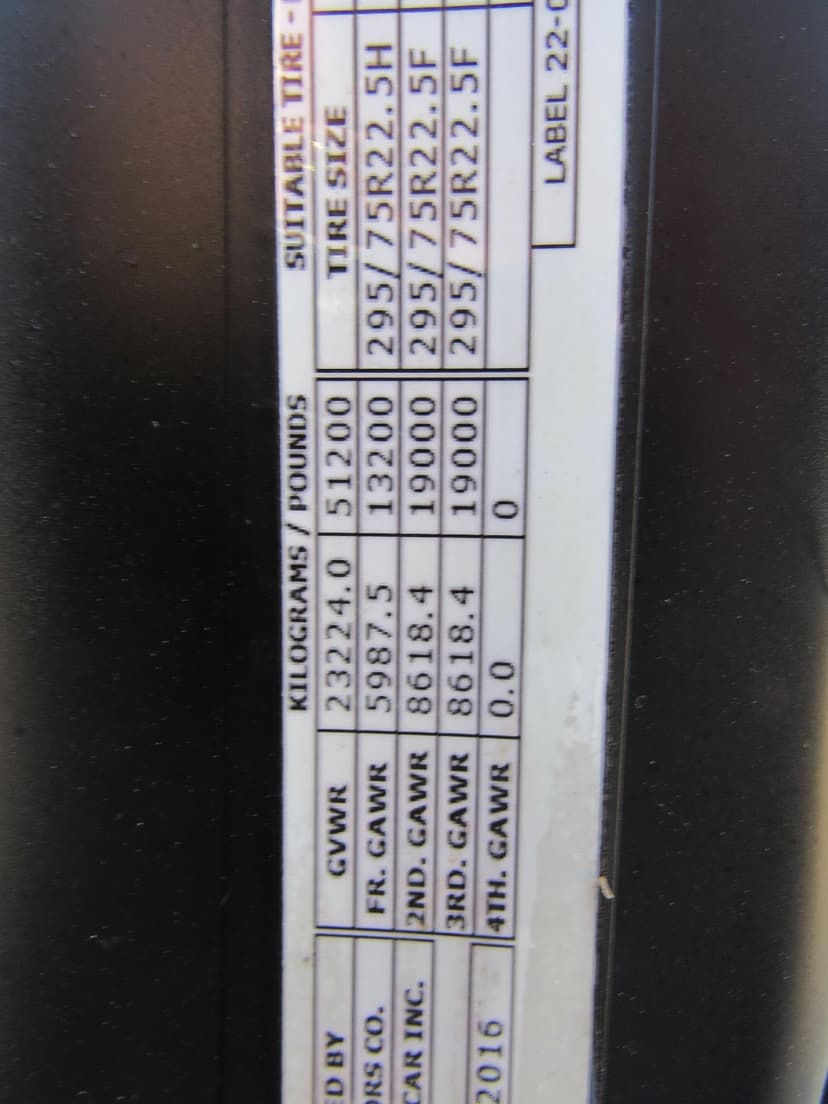 KILOGRAMS / POUNDS SUITABLE TIRE -
ED BY GVWR 23224.0 51200 TIRE SIZE
ORS CO. FR. GAWR 5987.5 13200 295/75R22.5H
CAR INC. 2ND. GAWR 8618.4 19000 295/75R22.5F
3RD. GAWR 8618.4 19000 295/75R22.5F
2016 4TH. GAWR 0.0 0
LABEL 22-0